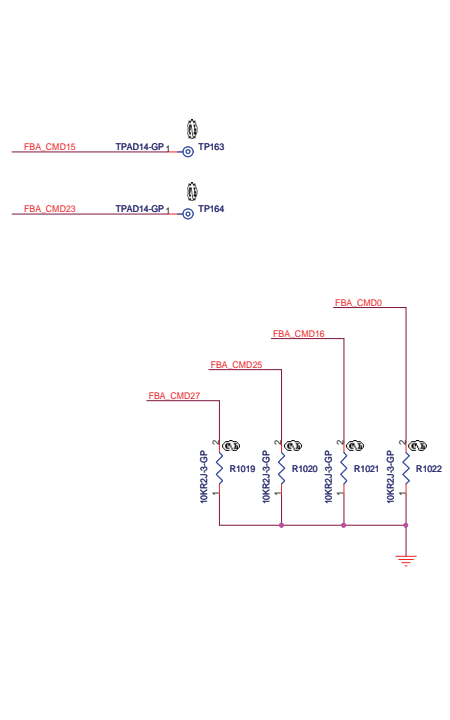 FBA_CMD15 TPAD14-GP 1 TP163
FBA_CMD23 TPAD14-GP 1 TP164
FBA_CMD0
FBA_CMD16
FBA_CMD25
FBA_CMD27
2 2 2 2
10KR2J-3-GP R1019 10KR2J-3-GP R1020 10KR2J-3-GP R1021 10KR2J-3-GP R1022
1 1 1 1